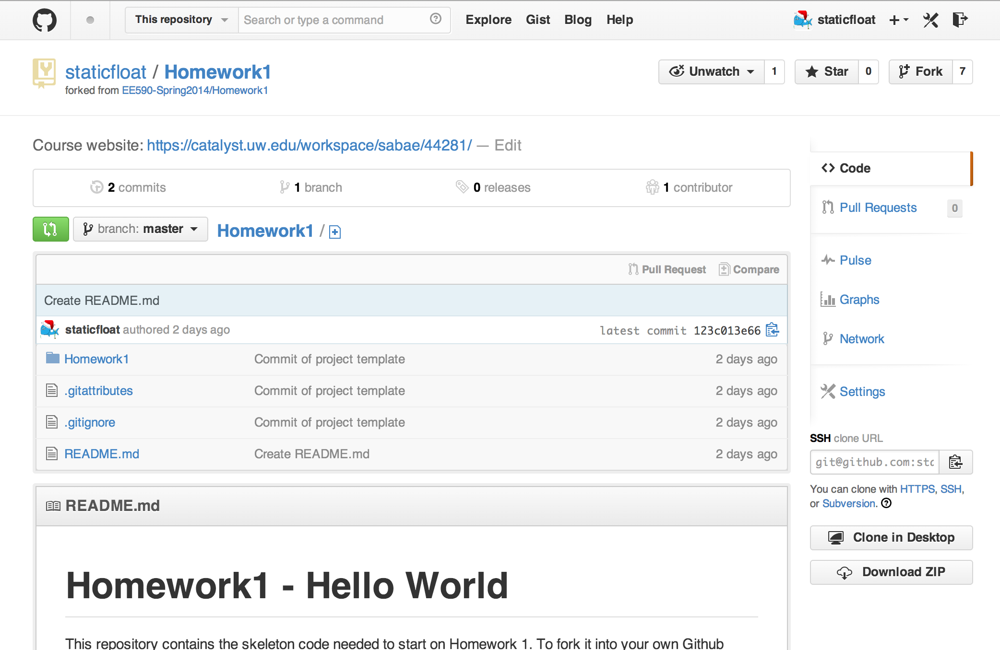 This repository
Search or type a command
Explore Gist Blog Help
staticfloat
staticfloat / Homework1
forked from EE590-Spring2014/Homework1
Unwatch 1
Star 0
Fork 7
Course website: https://catalyst.uw.edu/workspace/sabae/44281/ — Edit
2 commits
1 branch
0 releases
1 contributor
branch: master
Homework1 /
Pull Request Compare
Create README.md
staticfloat authored 2 days ago
latest commit 123c013e66
Homework1 Commit of project template 2 days ago
.gitattributes Commit of project template 2 days ago
.gitignore Commit of project template 2 days ago
README.md Create README.md 2 days ago
README.md
Homework1 - Hello World
This repository contains the skeleton code needed to start on Homework 1. To fork it into your own Github
Code
Pull Requests 0
Pulse
Graphs
Network
Settings
SSH clone URL
git@github.com:sta
You can clone with HTTPS, SSH,
or Subversion.
Clone in Desktop
Download ZIP